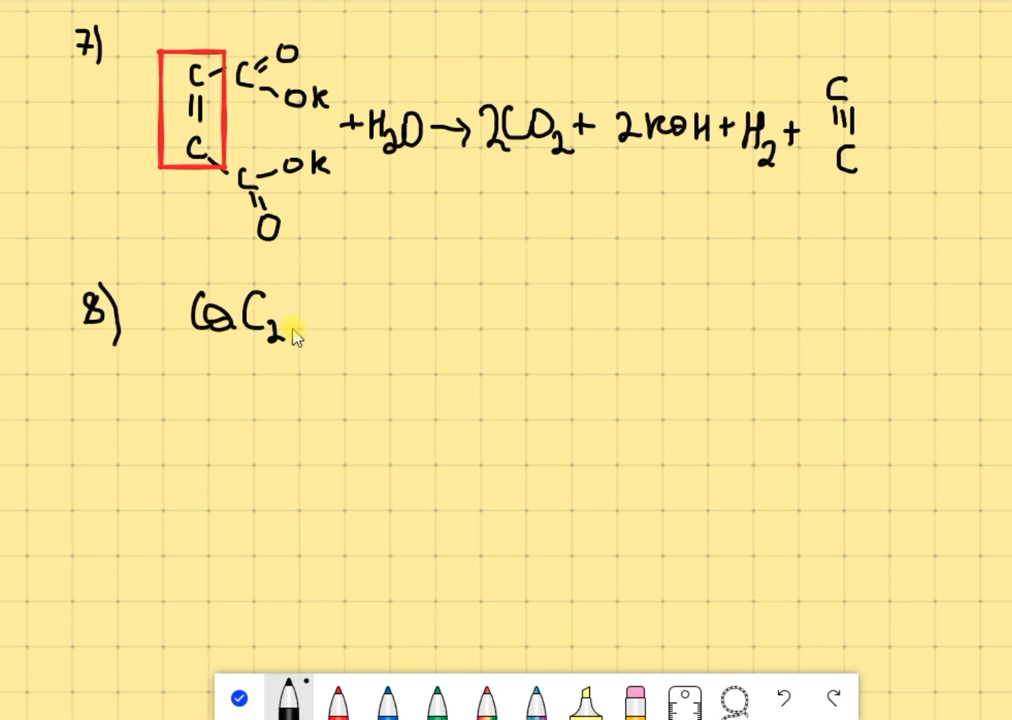 7)
C - C = O
- OK
||
C
C - OK
= O
+ H₂O → 2CO₂ + 2KOH + H₂ + C ≡ C
8) CaC₂